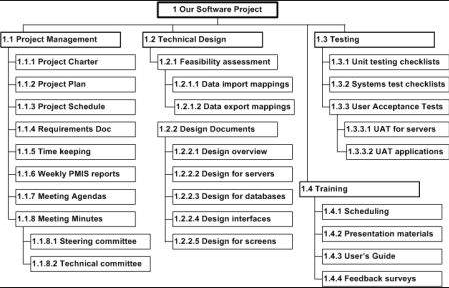 1 Our Software Project
1.1 Project Management
1.1.1 Project Charter
1.1.2 Project Plan
1.1.3 Project Schedule
1.1.4 Requirements Doc
1.1.5 Time keeping
1.1.6 Weekly PMIS reports
1.1.7 Meeting Agendas
1.1.8 Meeting Minutes
1.1.8.1 Steering committee
1.1.8.2 Technical committee
1.2 Technical Design
1.2.1 Feasibility assessment
1.2.1.1 Data import mappings
1.2.1.2 Data export mappings
1.2.2 Design Documents
1.2.2.1 Design overview
1.2.2.2 Design for servers
1.2.2.3 Design for databases
1.2.2.4 Design interfaces
1.2.2.5 Design for screens
1.3 Testing
1.3.1 Unit testing checklists
1.3.2 Systems test checklists
1.3.3 User Acceptance Tests
1.3.3.1 UAT for servers
1.3.3.2 UAT applications
1.4 Training
1.4.1 Scheduling
1.4.2 Presentation materials
1.4.3 User's Guide
1.4.4 Feedback surveys